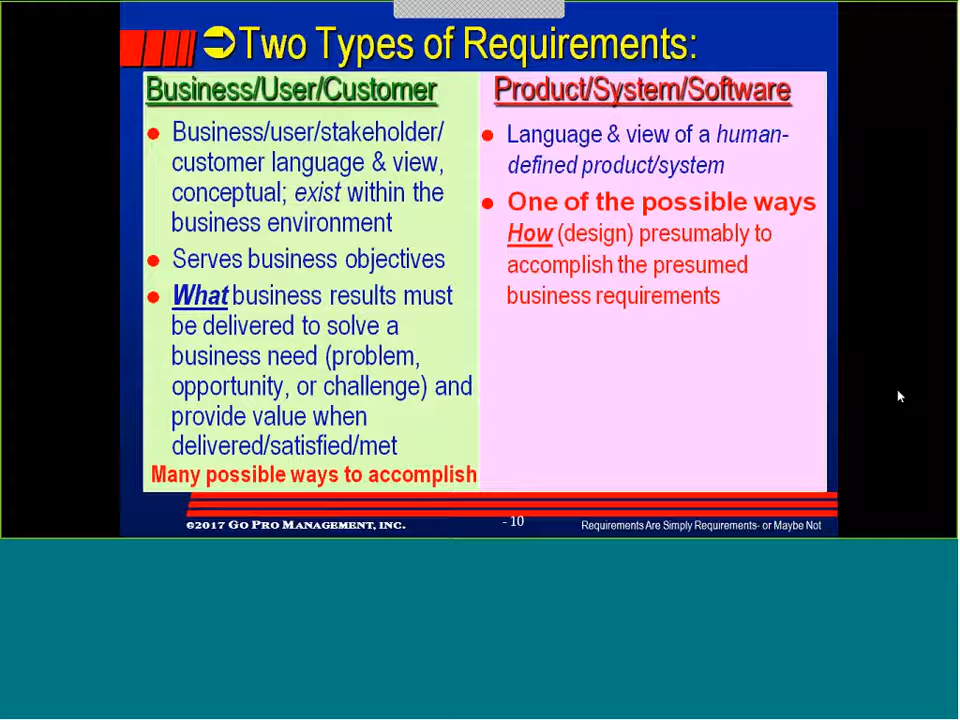 ➲Two Types of Requirements:
Business/User/Customer
● Business/user/stakeholder/
customer language & view,
conceptual; exist within the
business environment
● Serves business objectives
● What business results must
be delivered to solve a
business need (problem,
opportunity, or challenge) and
provide value when
delivered/satisfied/met
Many possible ways to accomplish
Product/System/Software
● Language & view of a human-
defined product/system
● One of the possible ways
How (design) presumably to
accomplish the presumed
business requirements
©2017 GO PRO MANAGEMENT, INC.
- 10
Requirements Are Simply Requirements- or Maybe Not